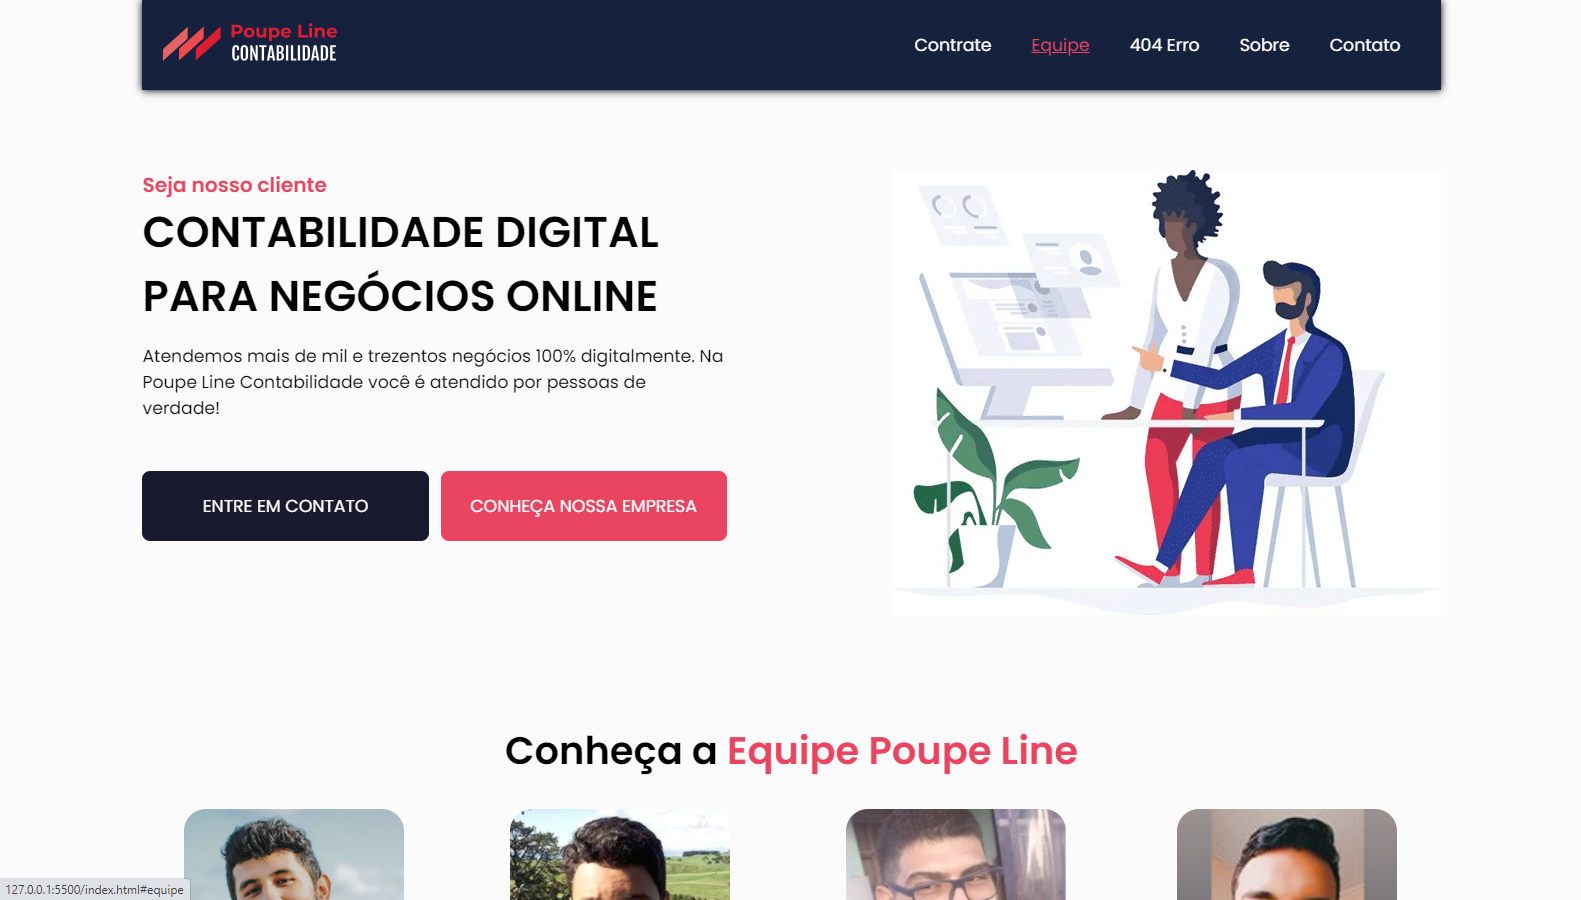 Poupe Line
CONTABILIDADE
Contrate Equipe 404 Erro Sobre Contato
Seja nosso cliente
CONTABILIDADE DIGITAL
PARA NEGÓCIOS ONLINE
Atendemos mais de mil e trezentos negócios 100% digitalmente. Na
Poupe Line Contabilidade você é atendido por pessoas de
verdade!
ENTRE EM CONTATO CONHEÇA NOSSA EMPRESA
Conheça a Equipe Poupe Line
127.0.0.1:5500/index.html#equipe